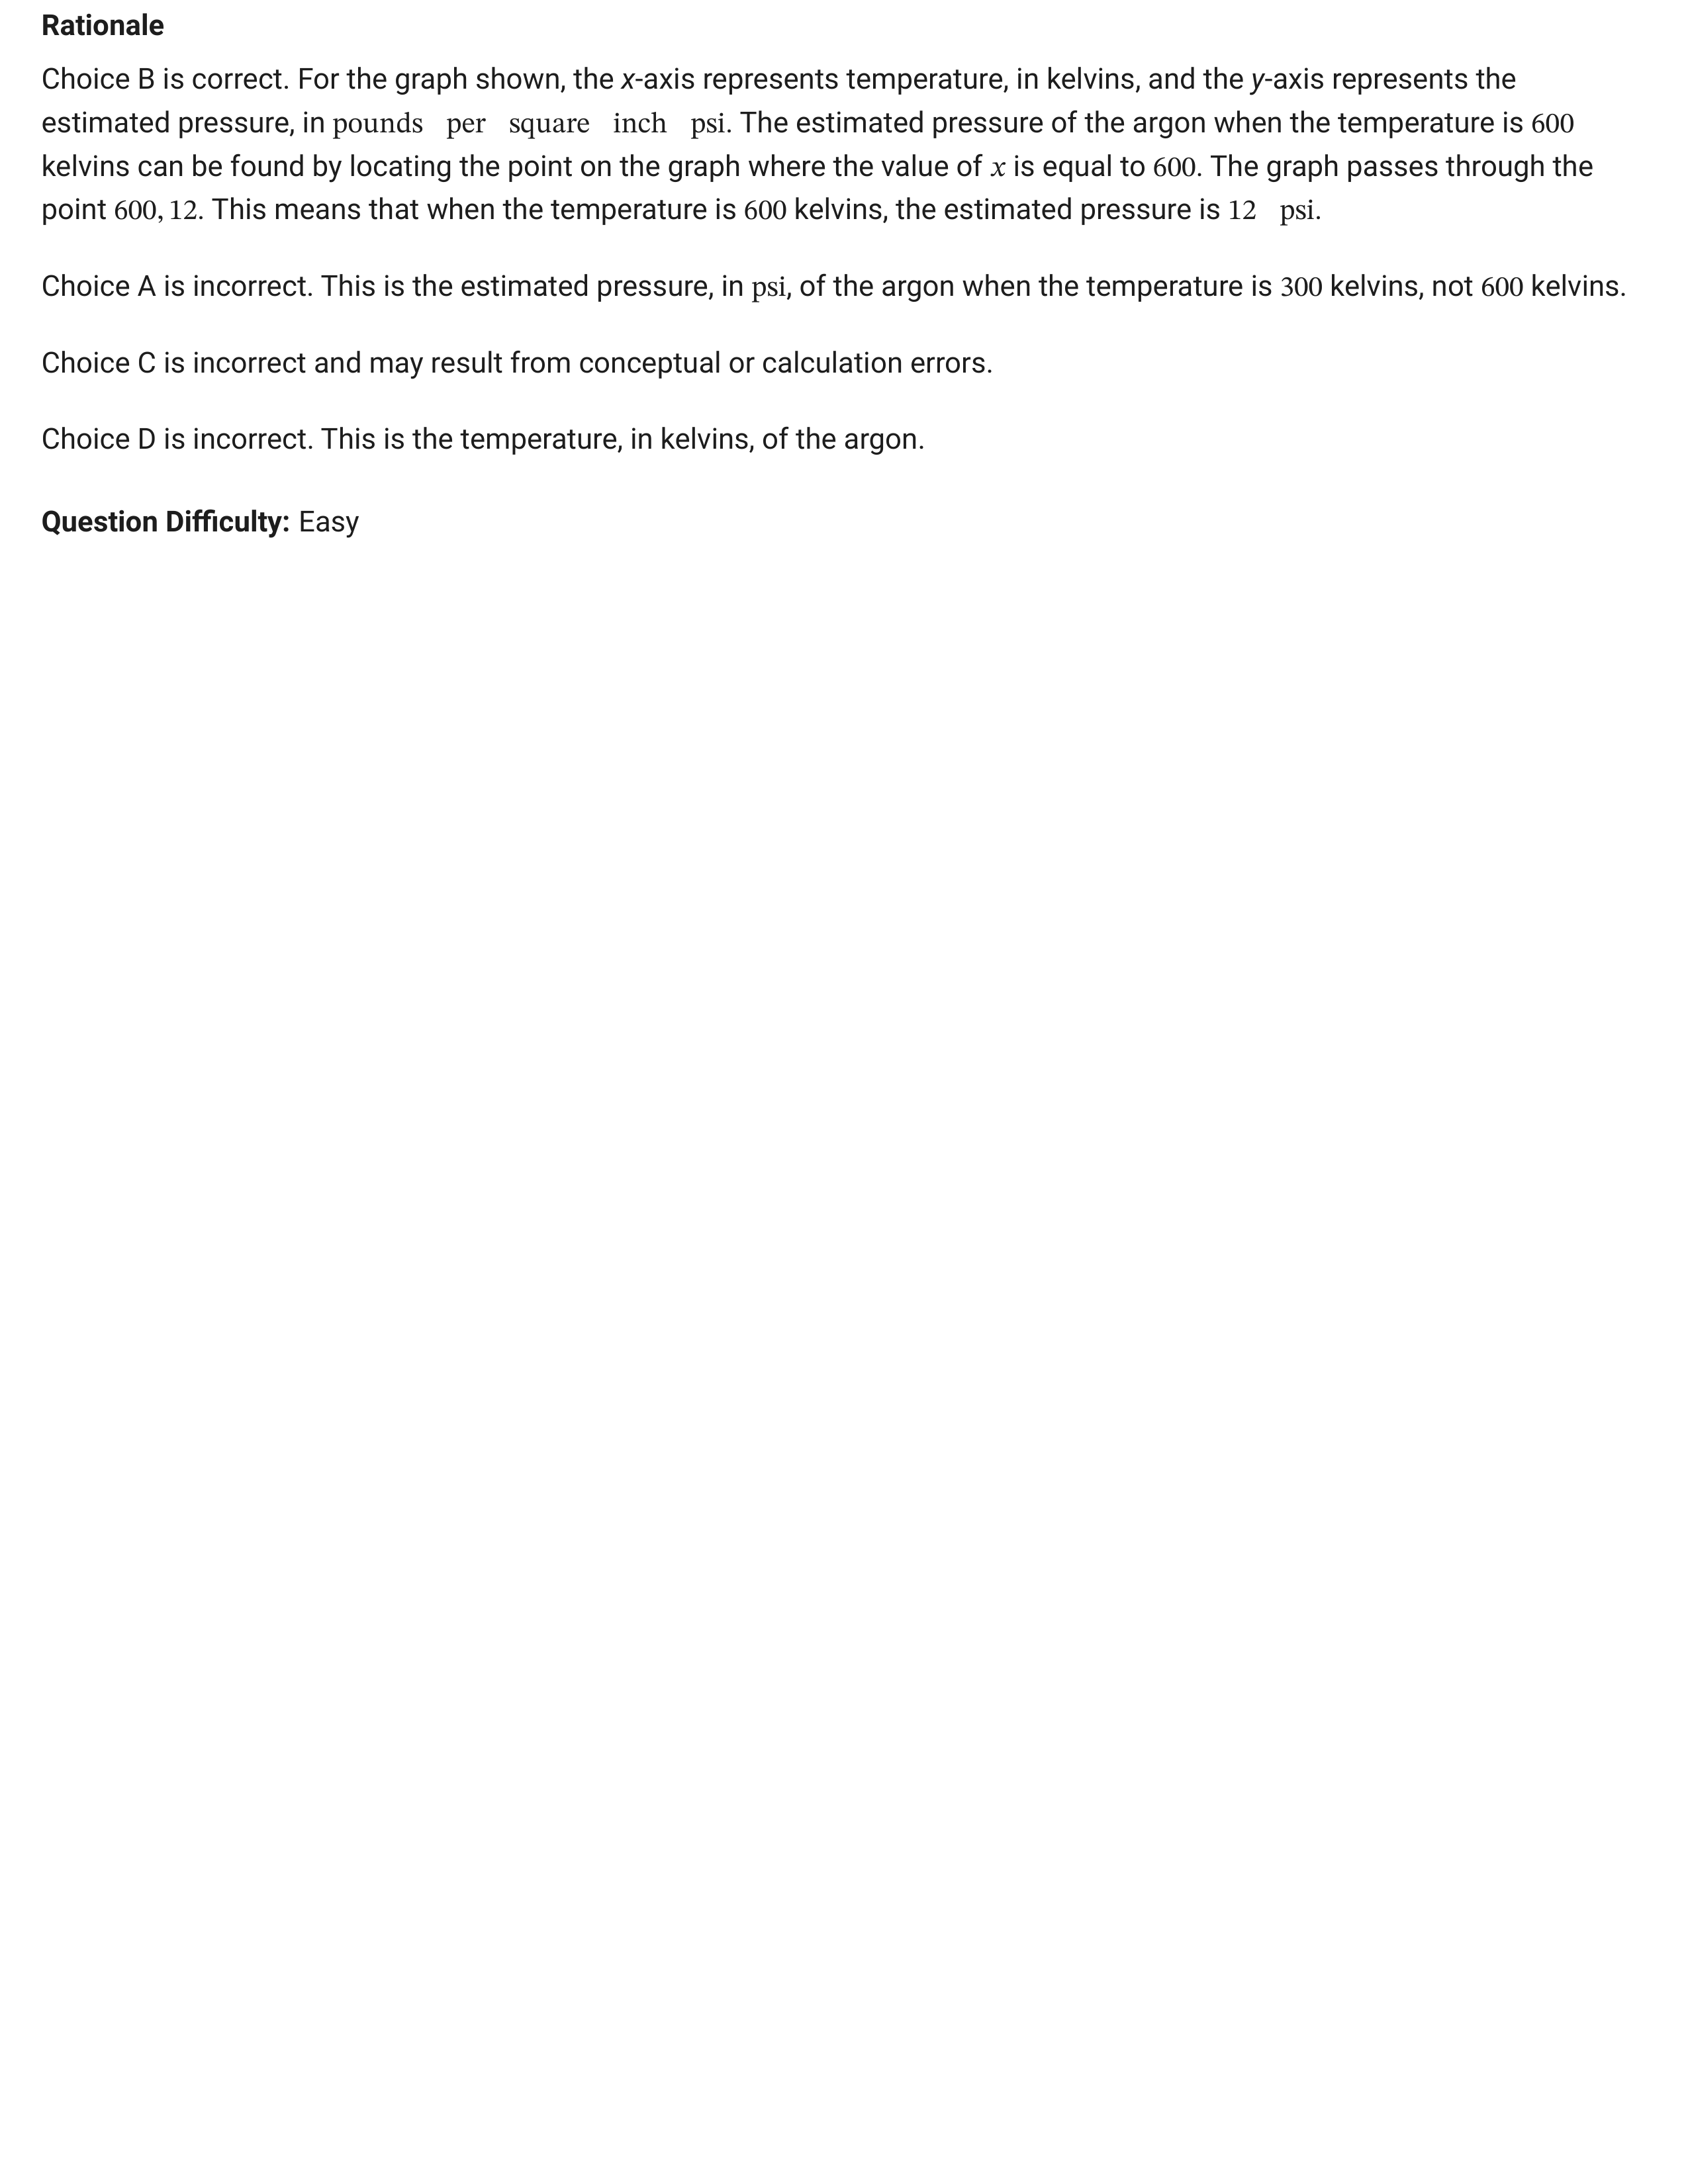 Rationale
Choice B is correct. For the graph shown, the x-axis represents temperature, in kelvins, and the y-axis represents the
estimated pressure, in pounds per square inch psi. The estimated pressure of the argon when the temperature is 600
kelvins can be found by locating the point on the graph where the value of x is equal to 600. The graph passes through the
point 600, 12. This means that when the temperature is 600 kelvins, the estimated pressure is 12 psi.
Choice A is incorrect. This is the estimated pressure, in psi, of the argon when the temperature is 300 kelvins, not 600 kelvins.
Choice C is incorrect and may result from conceptual or calculation errors.
Choice D is incorrect. This is the temperature, in kelvins, of the argon.
Question Difficulty: Easy